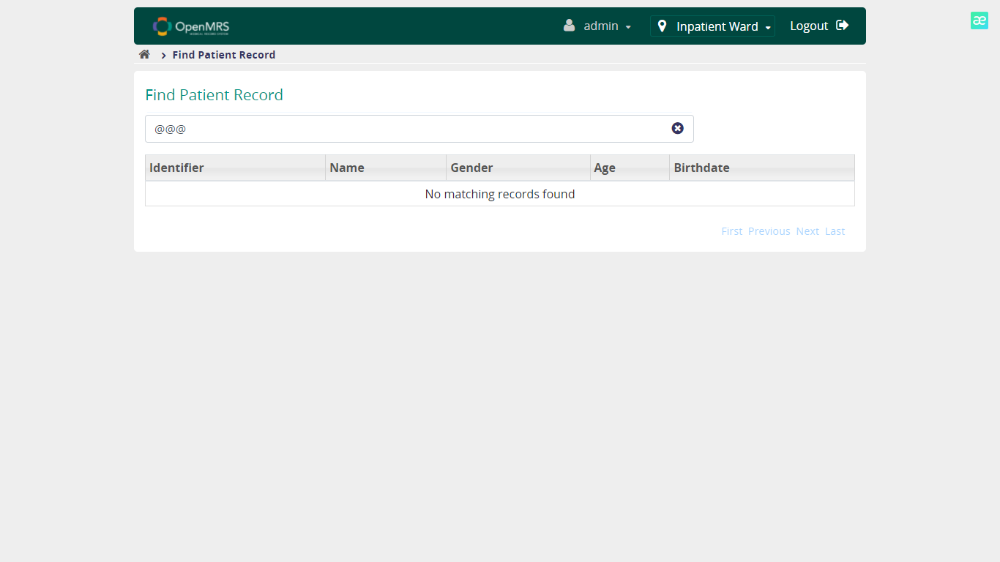 OpenMRS
admin
Inpatient Ward
Logout
æ
Find Patient Record
Find Patient Record
@@@
Identifier Name Gender Age Birthdate
No matching records found
First Previous Next Last